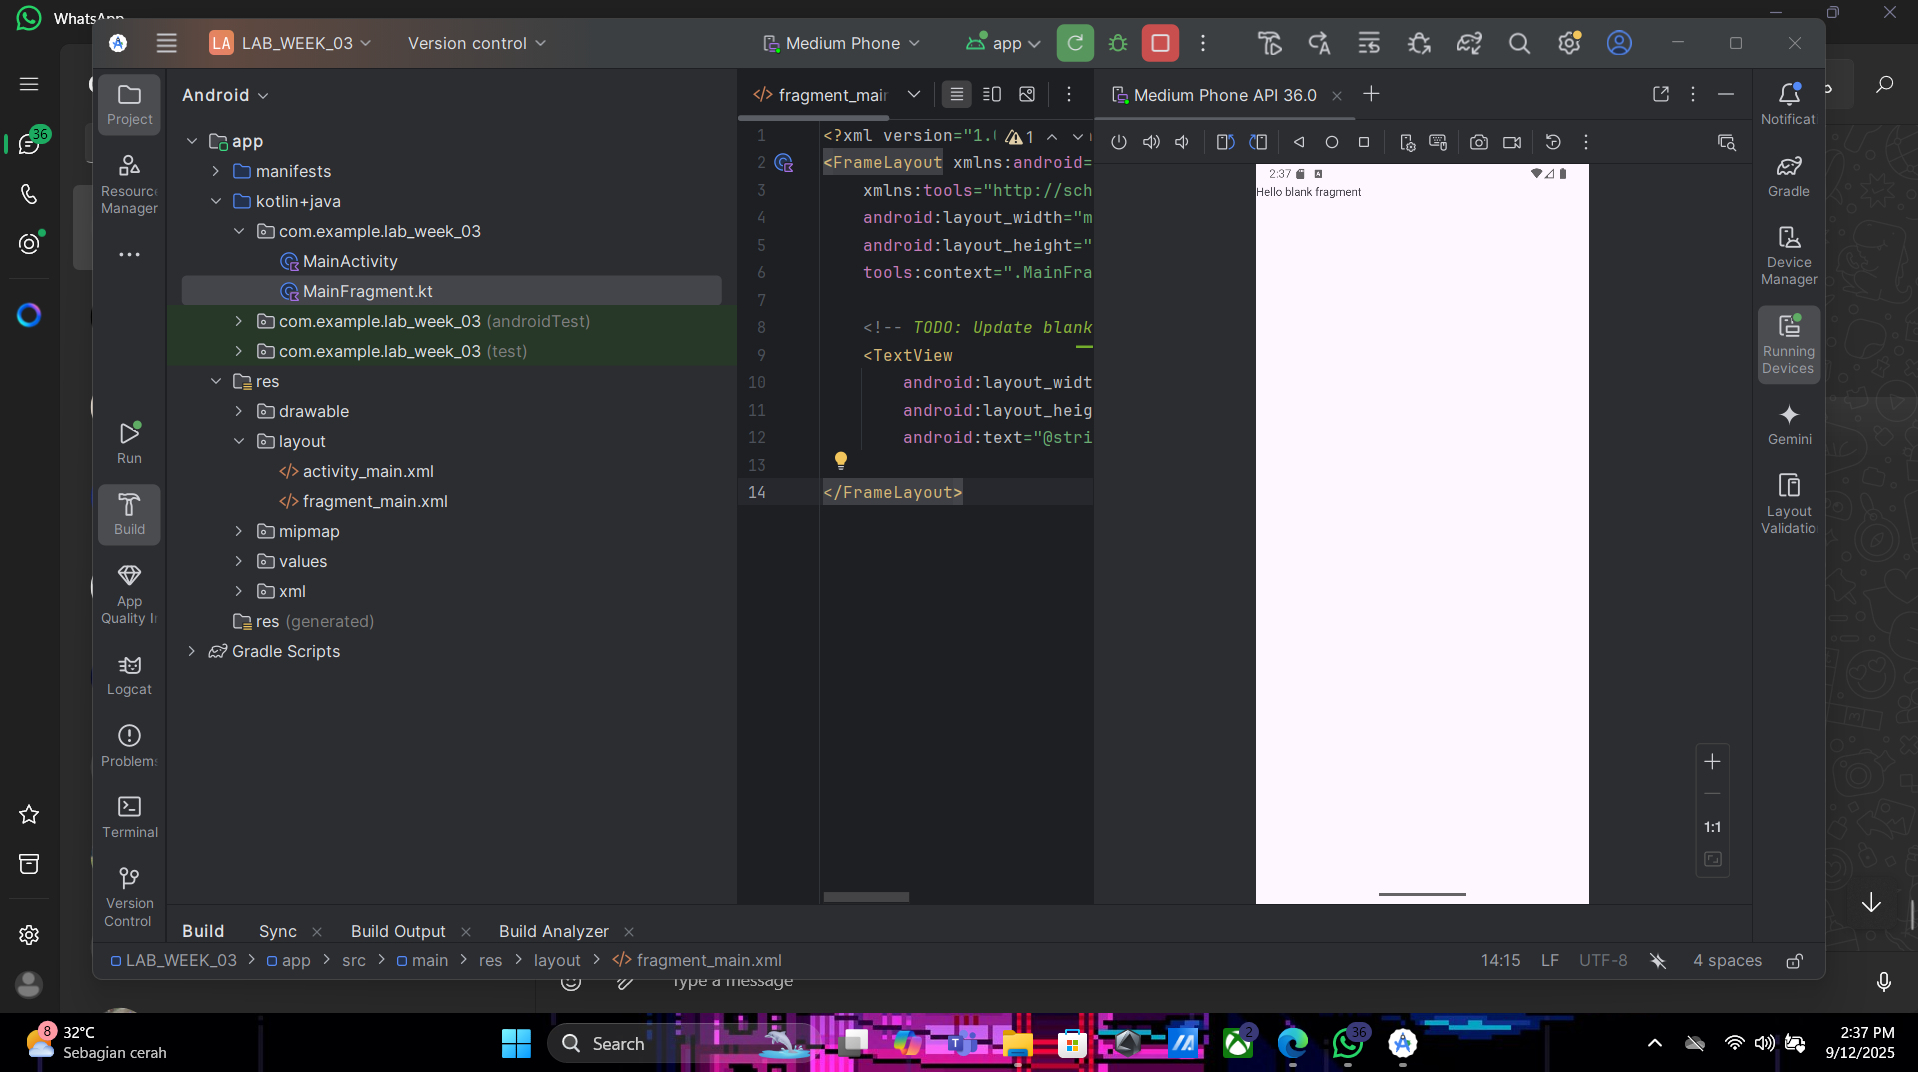 WhatsApp
LA LAB_WEEK_03
Version control
Medium Phone
app
Project
Resourc
Manager
Run
Build
App
Quality I
Logcat
Problem
Terminal
Version
Control
Android
app
manifests
kotlin+java
com.example.lab_week_03
MainActivity
MainFragment.kt
com.example.lab_week_03 (androidTest)
com.example.lab_week_03 (test)
res
drawable
layout
activity_main.xml
fragment_main.xml
mipmap
values
xml
res (generated)
Gradle Scripts
fragment_mai
1 <?xml version="1. 1
2 <FrameLayout xmlns:android=
3 xmlns:tools="http://sch
4 android:layout_width="m
5 android:layout_height="
6 tools:context=".MainFra
7
8 <!-- TODO: Update blank
9 <TextView
10 android:layout_widt
11 android:layout_heig
12 android:text="@stri
13
14 </FrameLayout>
Medium Phone API 36.0
2:37
Hello blank fragment
1:1
Notificat
Gradle
Device
Manager
Running
Devices
Gemini
Layout
Validatio
Build Sync Build Output Build Analyzer
LAB_WEEK_03 > app > src > main > res > layout > fragment_main.xml
14:15 LF UTF-8 4 spaces
36
Type a message
8
32°C
Sebagian cerah
Search
2
36
2:37 PM
9/12/2025